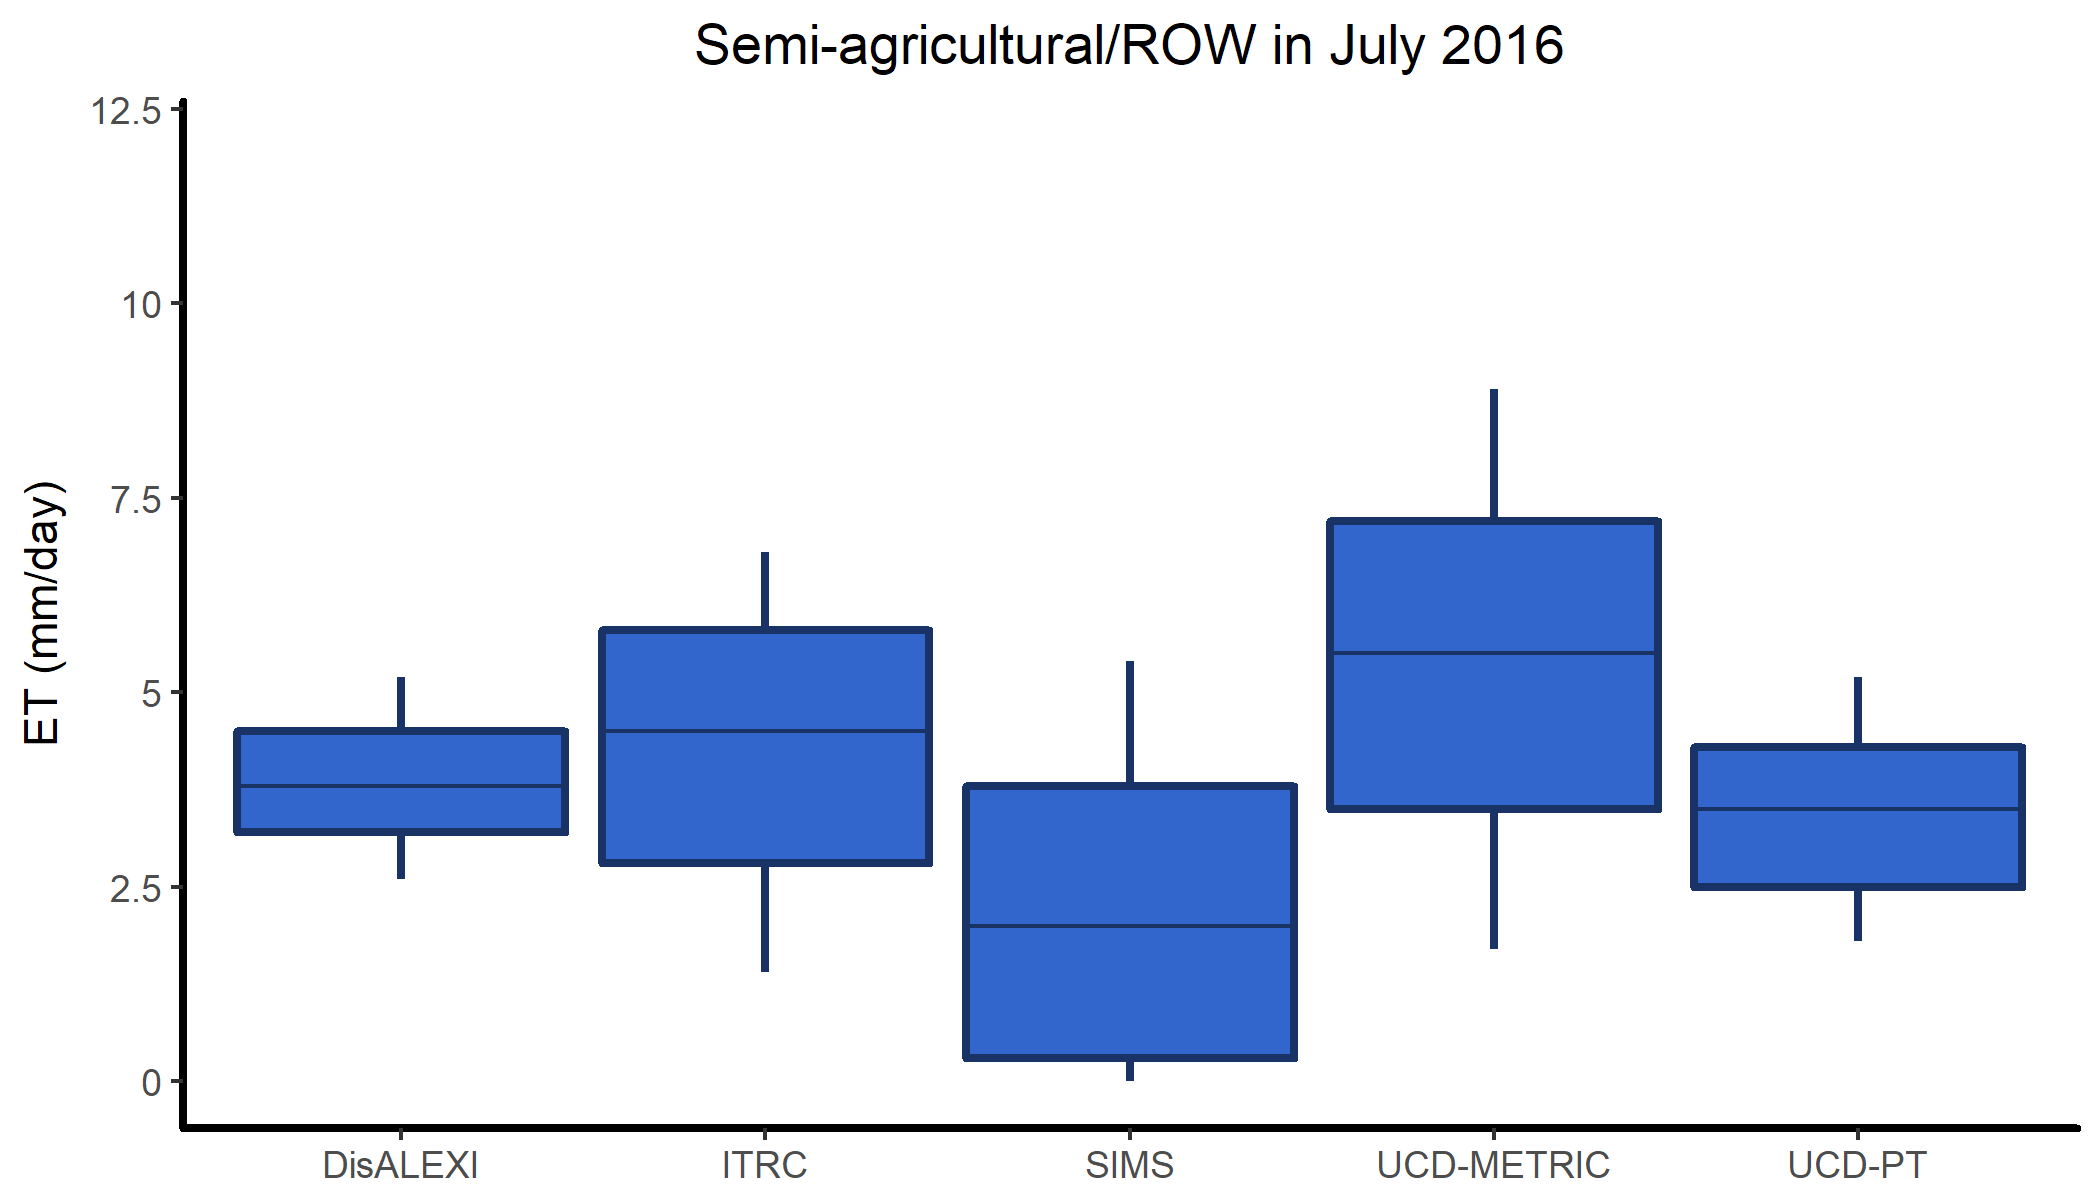 Semi-agricultural/ROW in July 2016
12.5
10
7.5
5
2.5
0
ET (mm/day)
DisALEXI
ITRC
SIMS
UCD-METRIC
UCD-PT